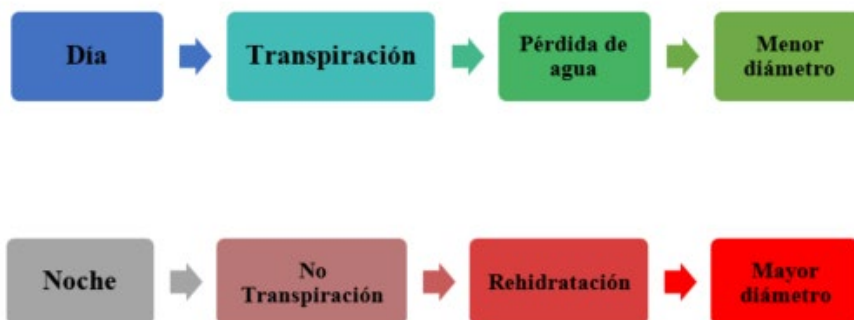 Día
Transpiración
Pérdida de
agua
Menor
diámetro
Noche
No
Transpiración
Rehidratación
Mayor
diámetro